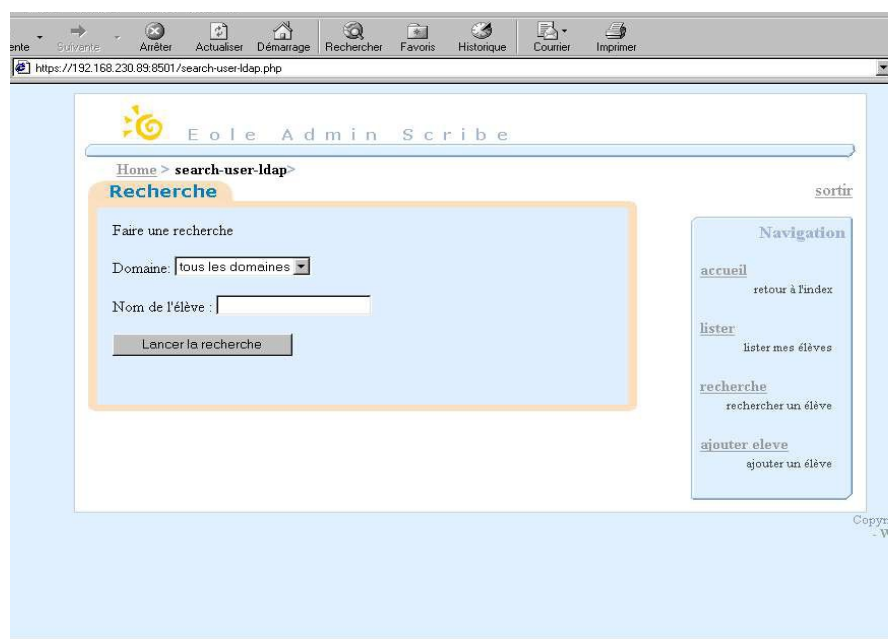 ente Suivante Arrêter Actualiser Démarrage Rechercher Favoris Historique Courrier Imprimer
https://192.168.230.89:8501/search-user-ldap.php
Eole Admin Scribe
Home > search-user-ldap>
Recherche
sortir
Faire une recherche
Domaine: tous les domaines
Nom de l'élève :
Lancer la recherche
Navigation
accueil
retour à l'index
lister
lister mes élèves
recherche
rechercher un élève
ajouter eleve
ajouter un élève
Copyr
- W